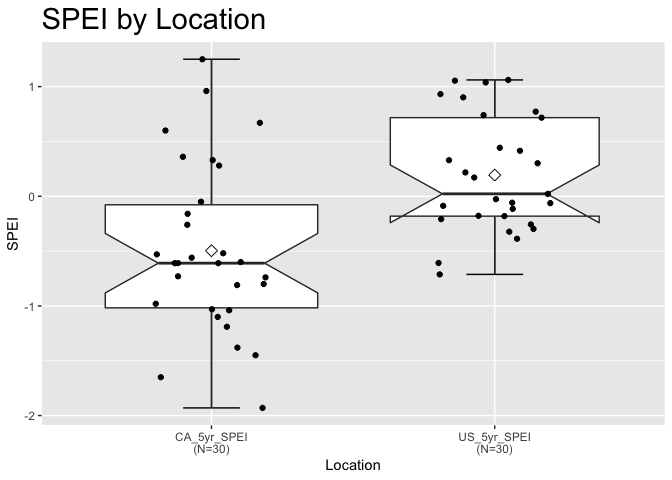 SPEI by Location
1
0
-1
-2
SPEI
CA_5yr_SPEI
(N=30)
US_5yr_SPEI
(N=30)
Location